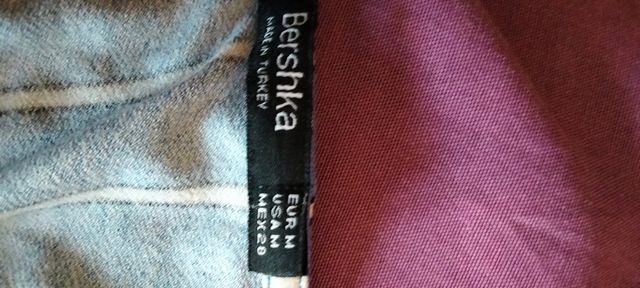 Bershka
MADE IN TURKEY
EUR M
USA M
MEX 28